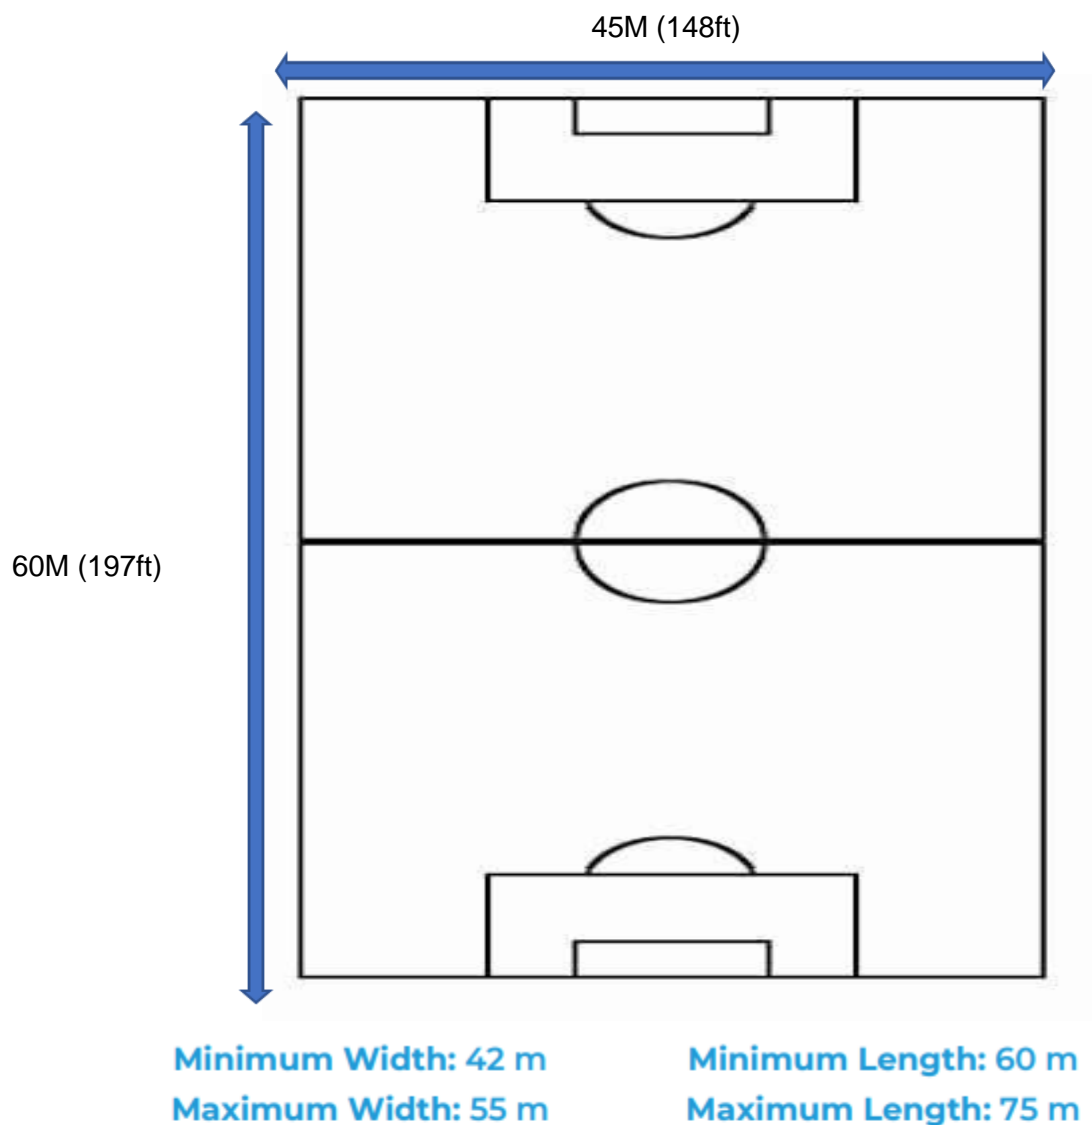 45M (148ft)
60M (197ft)
Minimum Width: 42 m
Minimum Length: 60 m
Maximum Width: 55 m
Maximum Length: 75 m